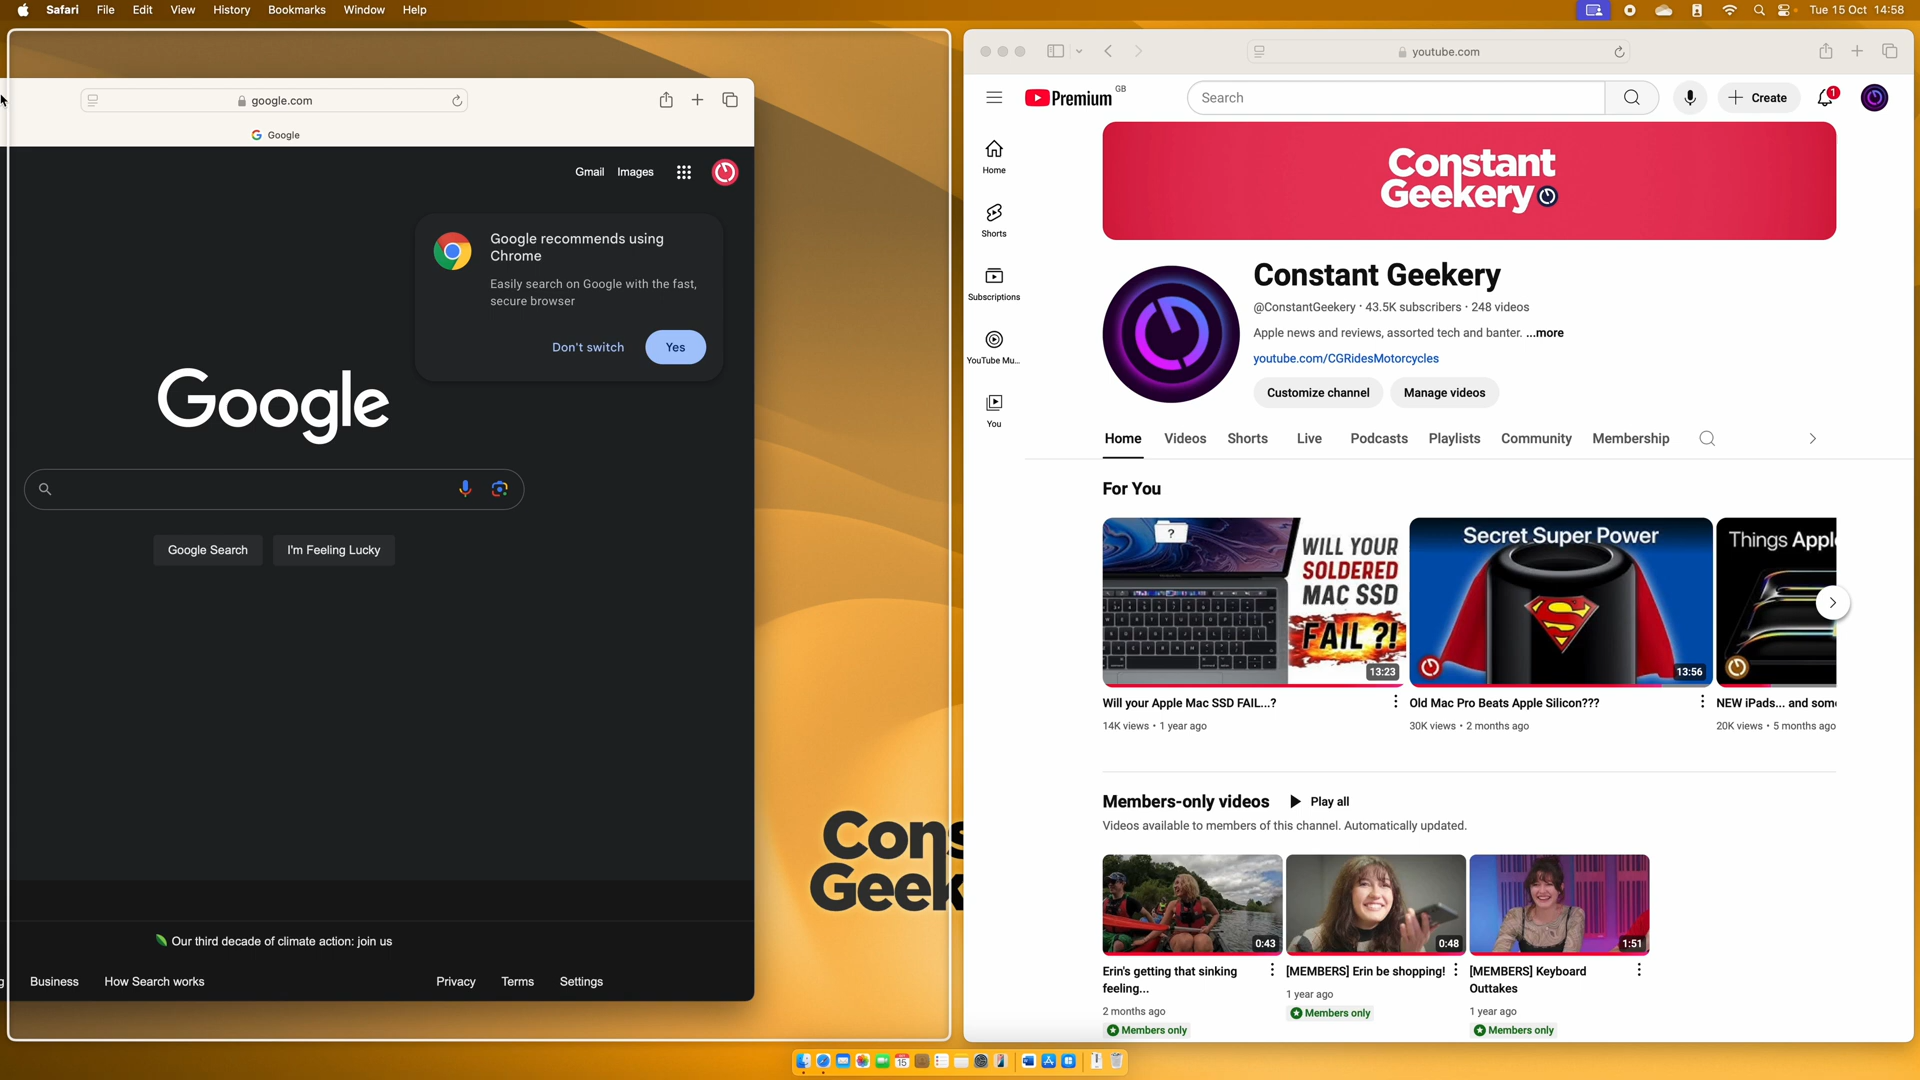 Safari File Edit View History Bookmarks Window Help
Tue 15 Oct 14:58
google.com
Google
Gmail Images
Google recommends using
Chrome
Easily search on Google with the fast,
secure browser
Don't switch Yes
Google
Google Search I'm Feeling Lucky
Our third decade of climate action: join us
Business How Search works Privacy Terms Settings
Cons
Geek
youtube.com
Premium GB
Search
Create
1
Home
Shorts
Subscriptions
YouTube Mu...
You
Constant
Geekery
Constant Geekery
@ConstantGeekery · 43.5K subscribers · 248 videos
Apple news and reviews, assorted tech and banter. ...more
youtube.com/CGRidesMotorcycles
Customize channel Manage videos
Home Videos Shorts Live Podcasts Playlists Community Membership
For You
?
WILL YOUR
SOLDERED
MAC SSD
FAIL ?!
13:23
Secret Super Power
13:56
Things Appl
Will your Apple Mac SSD FAIL...?
14K views · 1 year ago
Old Mac Pro Beats Apple Silicon???
30K views · 2 months ago
NEW iPads... and som
20K views · 5 months ago
Members-only videos Play all
Videos available to members of this channel. Automatically updated.
0:43
0:48
1:51
Erin's getting that sinking
feeling...
2 months ago
Members only
[MEMBERS] Erin be shopping!
1 year ago
Members only
[MEMBERS] Keyboard
Outtakes
1 year ago
Members only
15